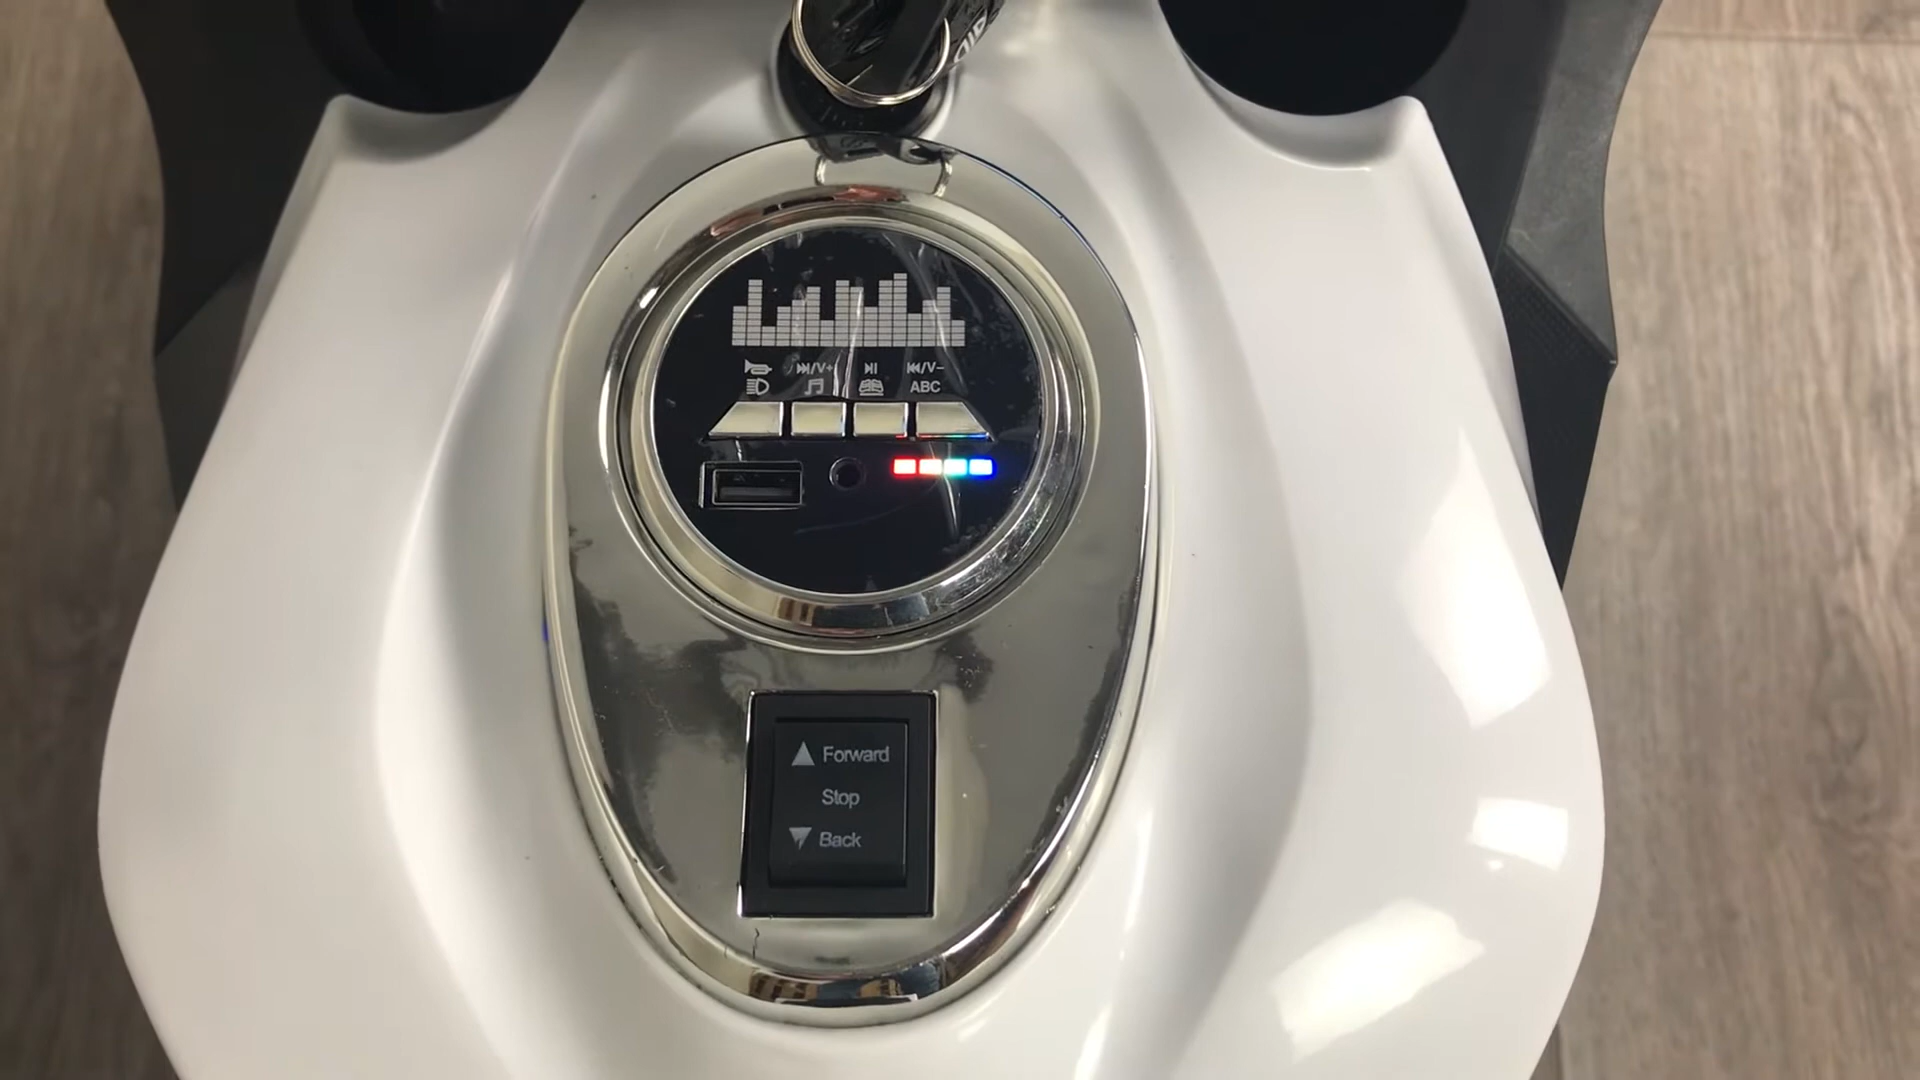 ⏭/V+ ⏯ ⏮/V–
ABC
▲ Forward
Stop
▼ Back